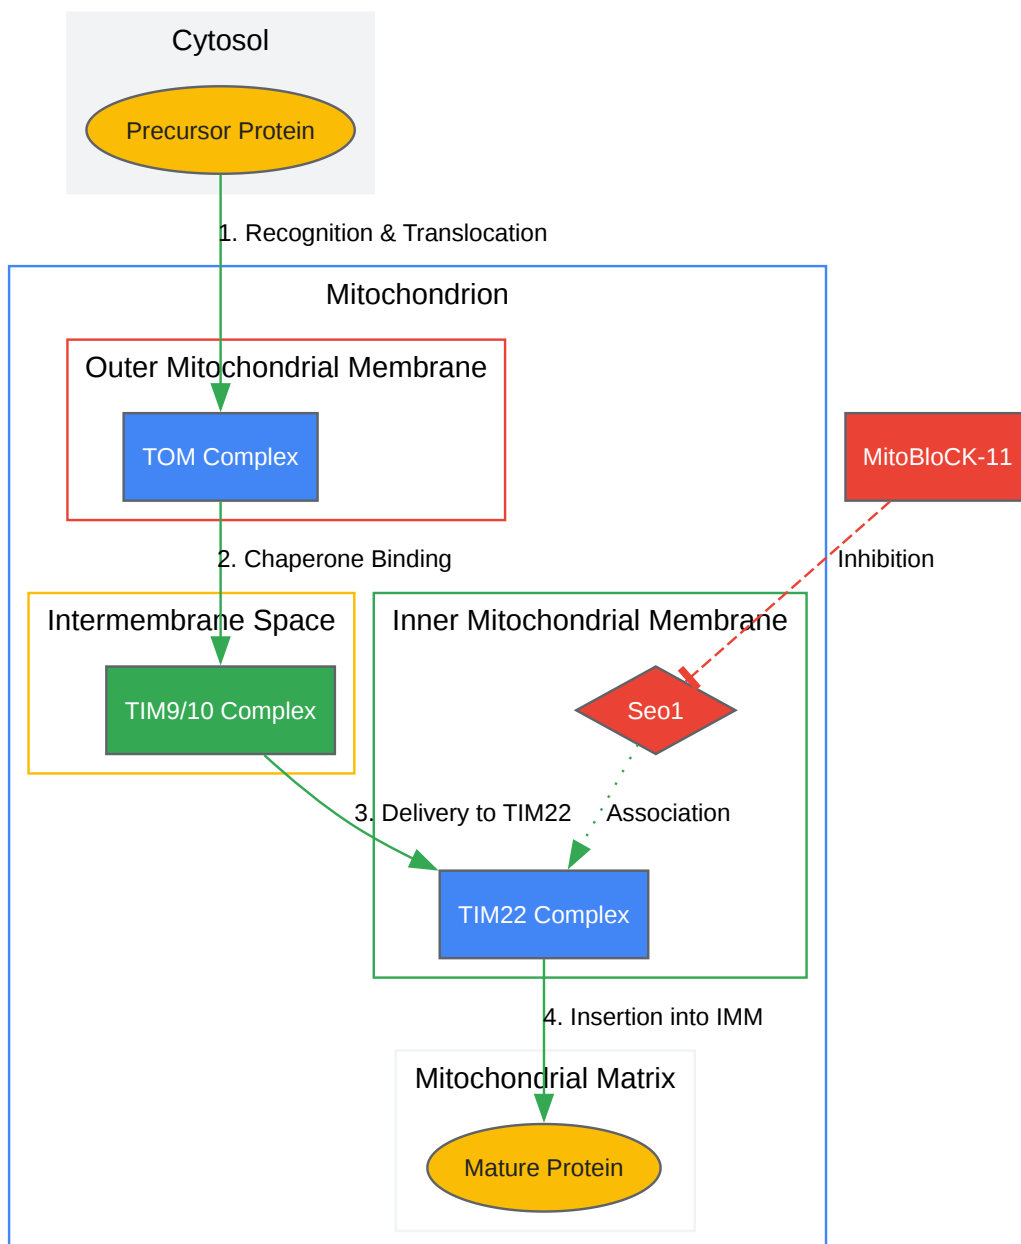 Cytosol
Precursor Protein
1. Recognition & Translocation
Mitochondrion
Outer Mitochondrial Membrane
TOM Complex
MitoBloCK-11
2. Chaperone Binding
Inhibition
Intermembrane Space
Inner Mitochondrial Membrane
TIM9/10 Complex
Seo1
3. Delivery to TIM22
Association
TIM22 Complex
4. Insertion into IMM
Mitochondrial Matrix
Mature Protein